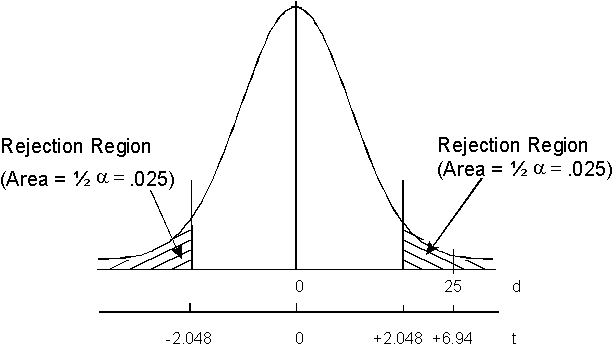 Rejection Region
(Area = ½ α = .025)
Rejection Region
(Area = ½ α = .025)
0 25 d
-2.048 0 +2.048 +6.94 t